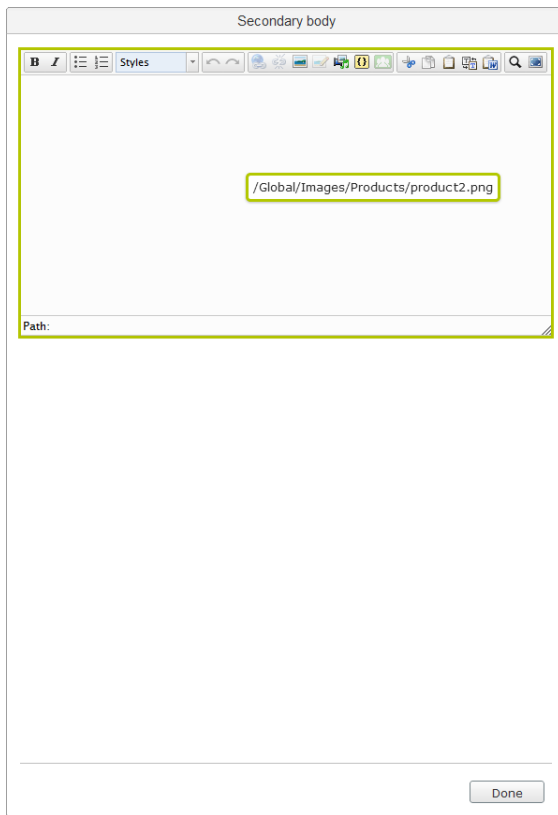 Secondary body
B I Styles
/Global/Images/Products/product2.png
Path:
Done